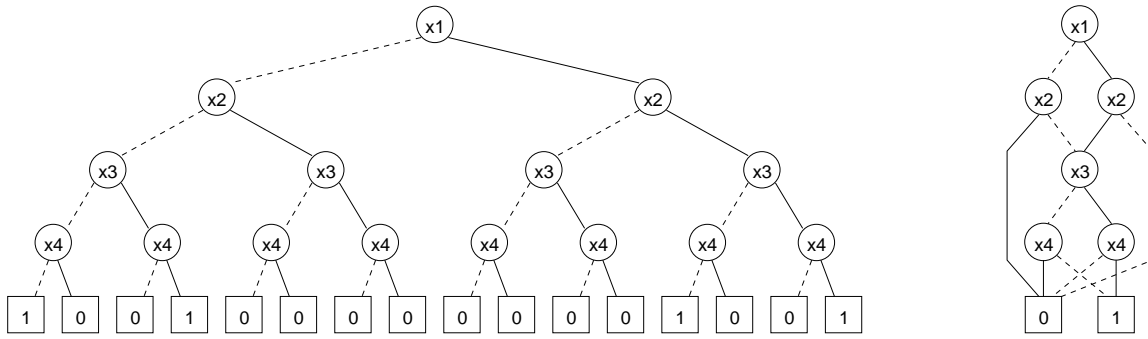 x1 x1
x2 x2 x2 x2
x3 x3 x3 x3 x3
x4 x4 x4 x4 x4 x4 x4 x4 x4 x4
1 0 0 1 0 0 0 0 0 0 0 0 1 0 0 1 0 1